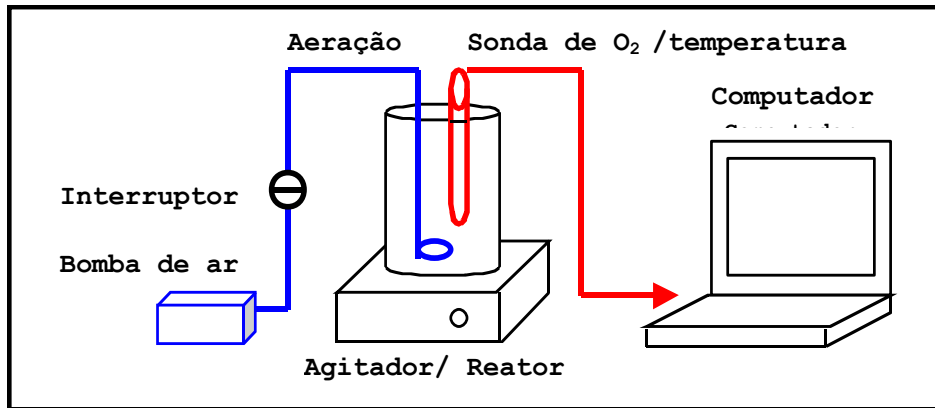 Aeração
Sonda de O₂ /temperatura
Computador
Interruptor
Bomba de ar
Agitador/ Reator